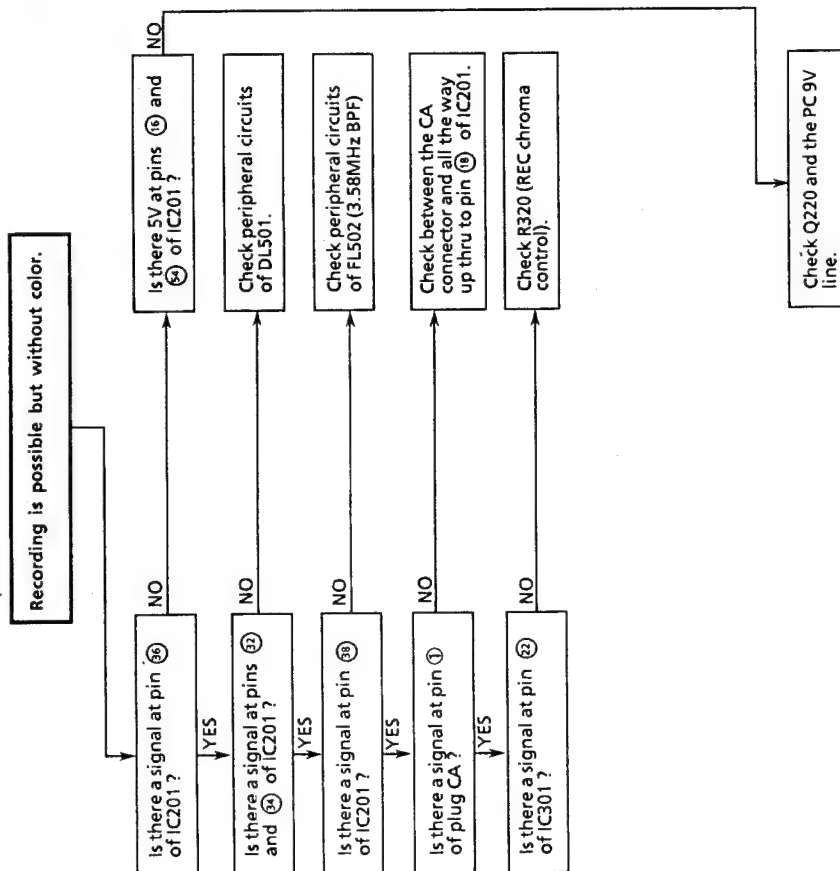 Recording is possible but without color.
Is there a signal at pin ㊱
of IC201 ?
NO
Is there 5V at pins ⑯ and
㊴ of IC201 ?
NO
YES
Is there a signal at pins ㉜
and ㉞ of IC201 ?
NO
Check peripheral circuits
of DL501.
YES
Is there a signal at pin ㊳
of IC201 ?
NO
Check peripheral circuits
of FL502 (3.58MHz BPF)
YES
Is there a signal at pin ①
of plug CA ?
NO
Check between the CA
connector and all the way
up thru to pin ⑱ of IC201.
YES
Is there a signal at pin ㉒
of IC301 ?
NO
Check R320 (REC chroma
control).
Check Q220 and the PC 9V
line.